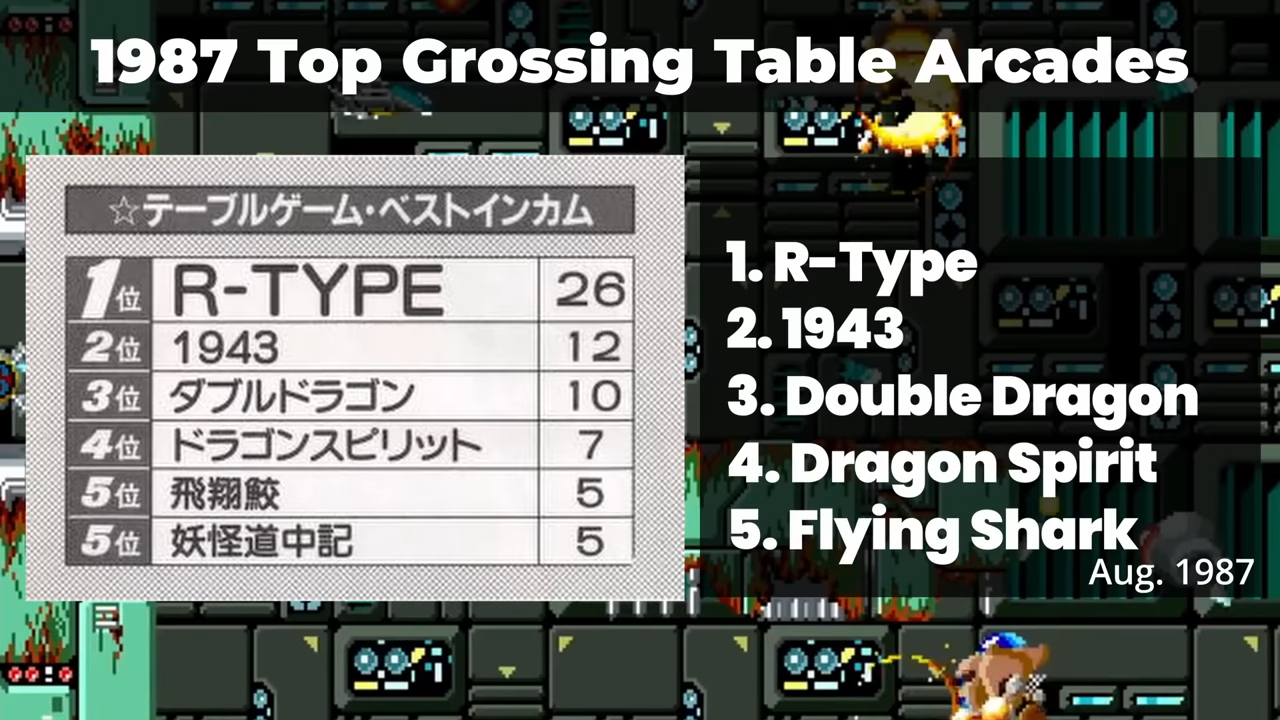 1987 Top Grossing Table Arcades
☆テーブルゲーム・ベストインカム
1位 R-TYPE 26
2位 1943 12
3位 ダブルドラゴン 10
4位 ドラゴンスピリット 7
5位 飛翔鮫 5
5位 妖怪道中記 5
1. R-Type
2. 1943
3. Double Dragon
4. Dragon Spirit
5. Flying Shark
Aug. 1987